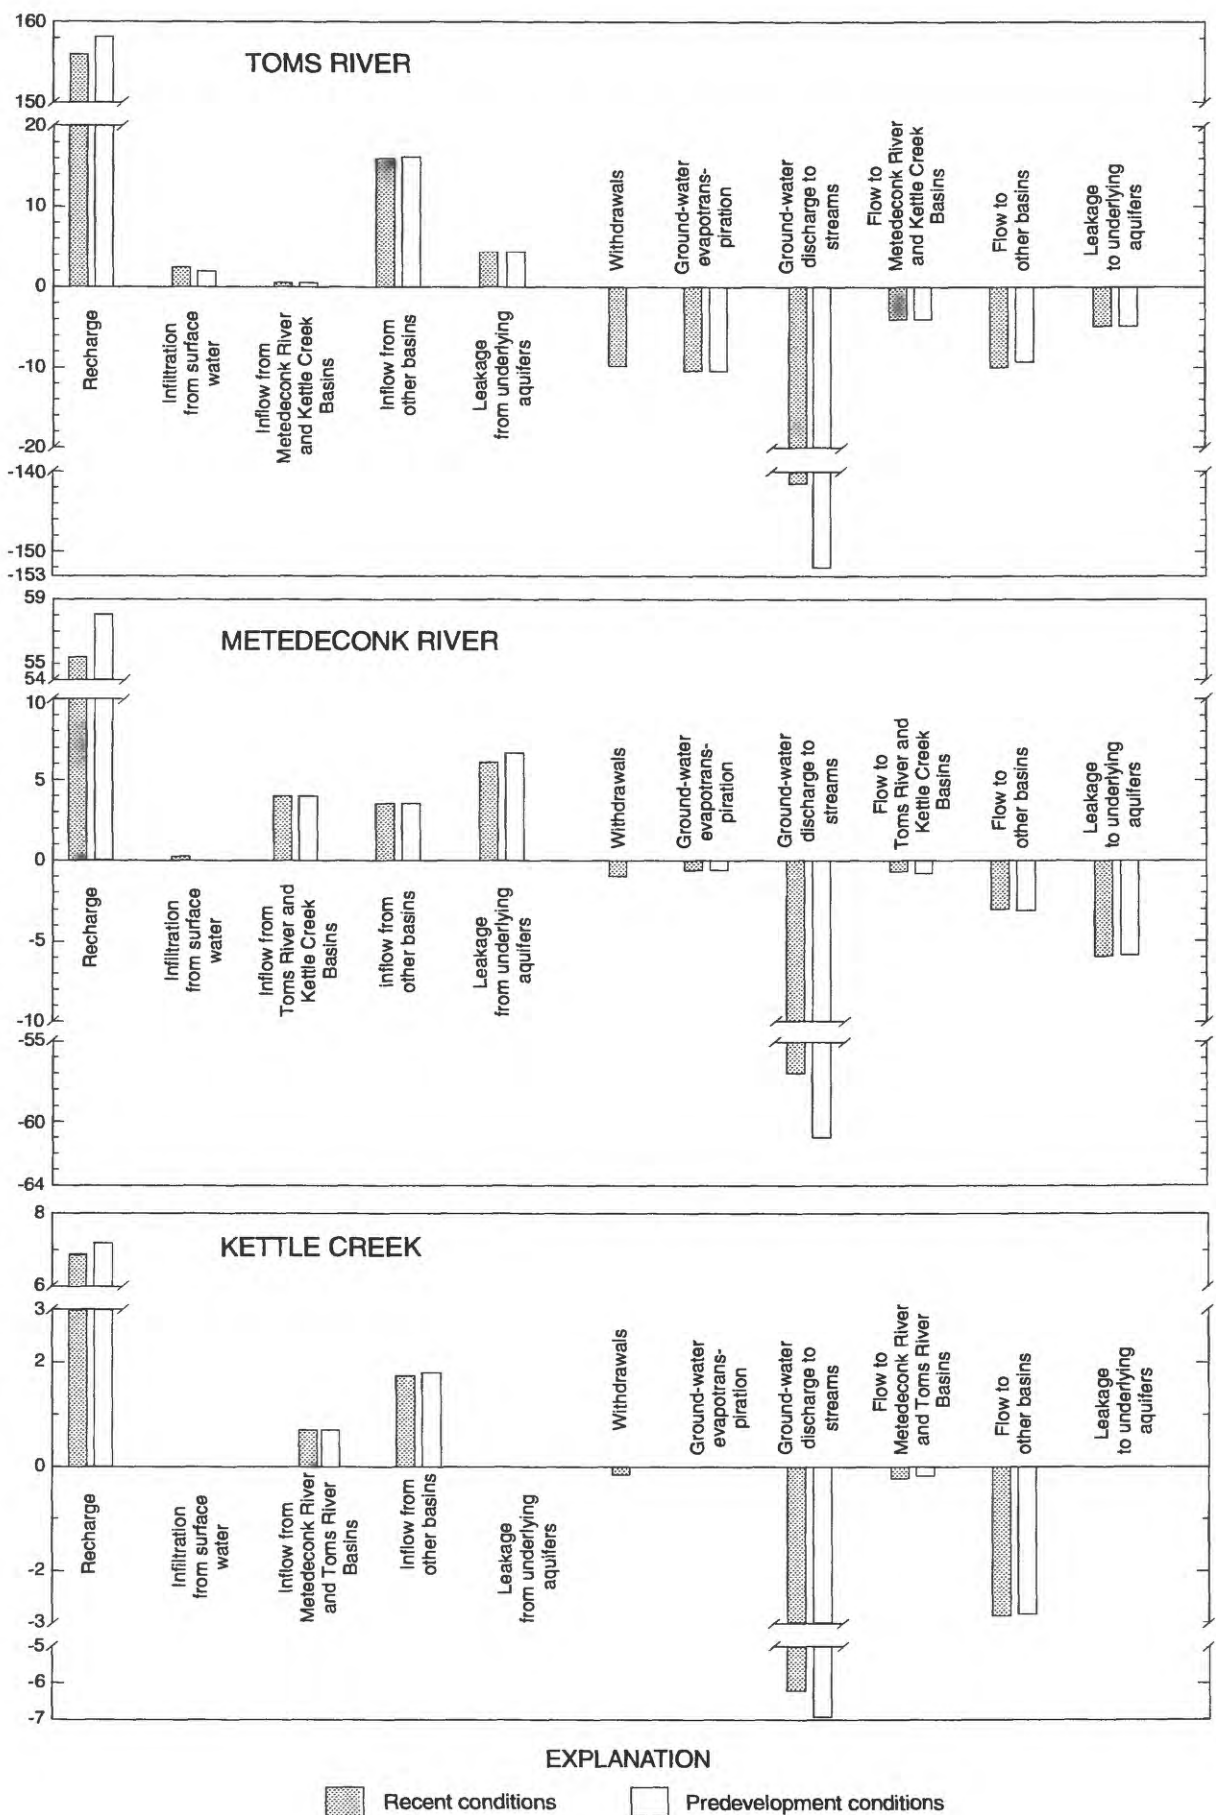 160
150
20
10
0
-10
-20
-140
-150
-153
TOMS RIVER
Recharge
Infiltration
from surface
water
Inflow from
Metedeconk River
and Kettle Creek
Basins
Inflow from
other basins
Leakage
from underlying
aquifers
Withdrawals
Ground-water
evapotrans-
piration
Ground-water
discharge to
streams
Flow to
Metedeconk River
and Kettle Creek
Basins
Flow to
other basins
Leakage
to underlying
aquifers
59
55
54
10
5
0
-5
-10
-55
-60
-64
METEDECONK RIVER
Recharge
Infiltration
from surface
water
Inflow from
Toms River and
Kettle Creek
Basins
inflow from
other basins
Leakage
from underlying
aquifers
Withdrawals
Ground-water
evapotrans-
piration
Ground-water
discharge to
streams
Flow to
Toms River and
Kettle Creek
Basins
Flow to
other basins
Leakage
to underlying
aquifers
8
6
3
2
0
-2
-3
-5
-6
-7
KETTLE CREEK
Recharge
Infiltration
from surface
water
Inflow from
Metedeconk River
and Toms River
Basins
Inflow from
other basins
Leakage
from underlying
aquifers
Withdrawals
Ground-water
evapotrans-
piration
Ground-water
discharge to
streams
Flow to
Metedeconk River
and Toms River
Basins
Flow to
other basins
Leakage
to underlying
aquifers
EXPLANATION
Recent conditions
Predevelopment conditions